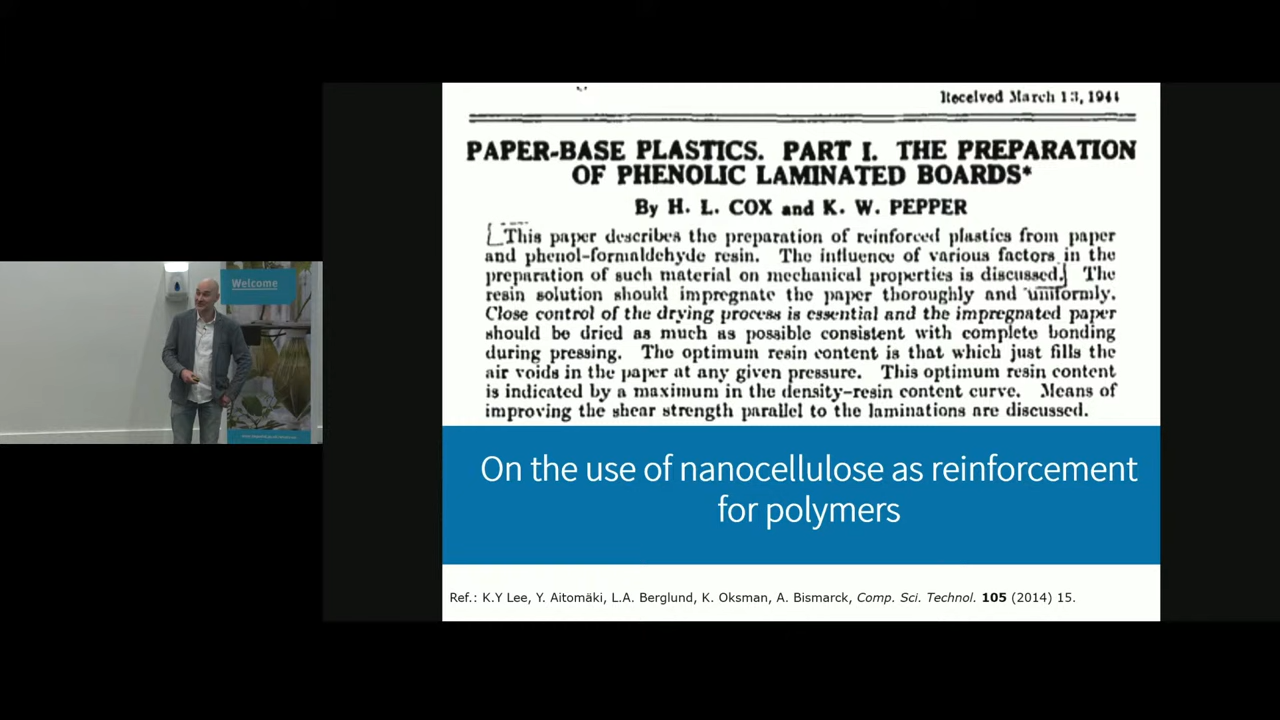 Welcome
Received March 13, 1944
PAPER-BASE PLASTICS. PART I. THE PREPARATION
OF PHENOLIC LAMINATED BOARDS*
By H. L. COX and K. W. PEPPER
This paper describes the preparation of reinforced plastics from paper
and phenol-formaldehyde resin. The influence of various factors in the
preparation of such material on mechanical properties is discussed. The
resin solution should impregnate the paper thoroughly and uniformly.
Close control of the drying process is essential and the impregnated paper
should be dried as much as possible consistent with complete bonding
during pressing. The optimum resin content is that which just fills the
air voids in the paper at any given pressure. This optimum resin content
is indicated by a maximum in the density-resin content curve. Means of
improving the shear strength parallel to the laminations are discussed.
On the use of nanocellulose as reinforcement
for polymers
Ref.: K.Y Lee, Y. Aitomäki, L.A. Berglund, K. Oksman, A. Bismarck, Comp. Sci. Technol. 105 (2014) 15.